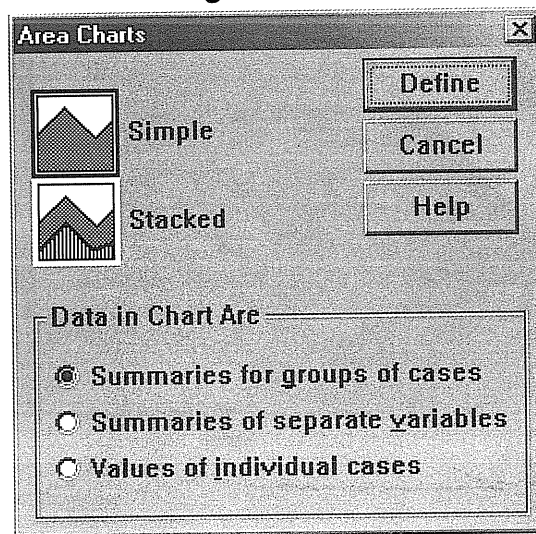 Area Charts
Define
Simple
Cancel
Help
Stacked
Data in Chart Are
Summaries for groups of cases
Summaries of separate variables
Values of individual cases